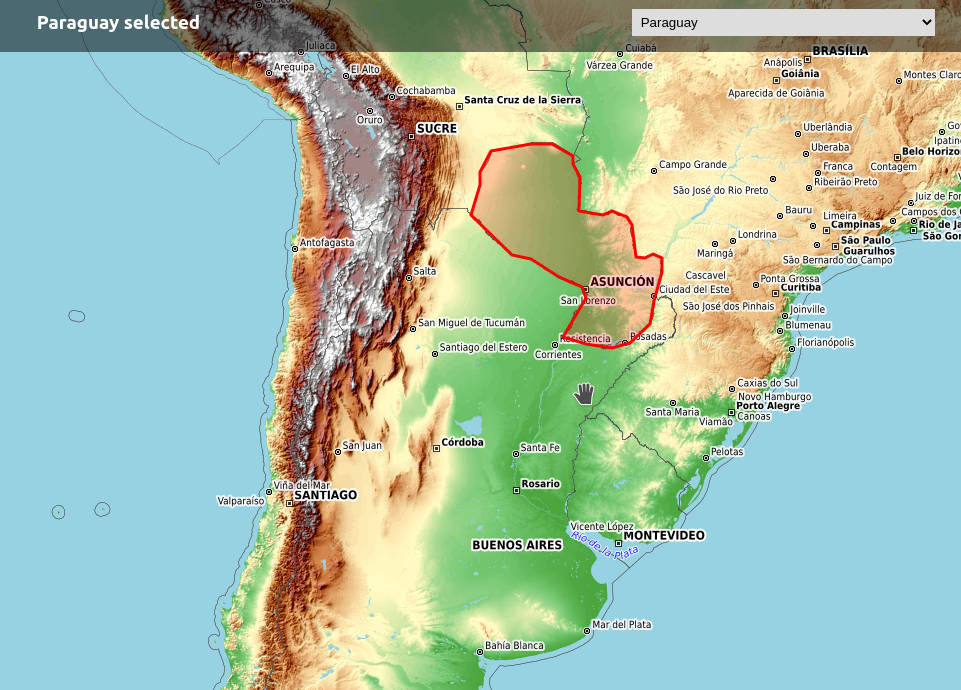 Paraguay selected
Paraguay
Cusco
Juliaca
Cuiabá
BRASÍLIA
Arequipa
El Alto
Várzea Grande
Anápolis
Goiânia
Montes Claro
Cochabamba
Aparecida de Goiânia
Santa Cruz de la Sierra
Oruro
SUCRE
Uberlândia
Go
Ipatin
Uberaba
Belo Horizo
Campo Grande
Franca
Contagem
São José do Rio Preto
Ribeirão Preto
Juiz de For
Bauru
Limeira
Campos dos G
Campinas
Rio de Ja
Londrina
São Gon
Antofagasta
São Paulo
Maringá
Guarulhos
São Bernardo do Campo
Salta
Cascavel
Ponta Grossa
ASUNCIÓN
Ciudad del Este
Curitiba
San Lorenzo
São José dos Pinhais
Joinville
San Miguel de Tucumán
Blumenau
Resistencia
Posadas
Florianópolis
Santiago del Estero
Corrientes
Caxias do Sul
Novo Hamburgo
Porto Alegre
Santa Maria
Canoas
Viamão
San Juan
Córdoba
Santa Fe
Pelotas
Viña del Mar
Rosario
Valparaíso
SANTIAGO
Vicente López
MONTEVIDEO
BUENOS AIRES
Río de la Plata
Mar del Plata
Bahía Blanca